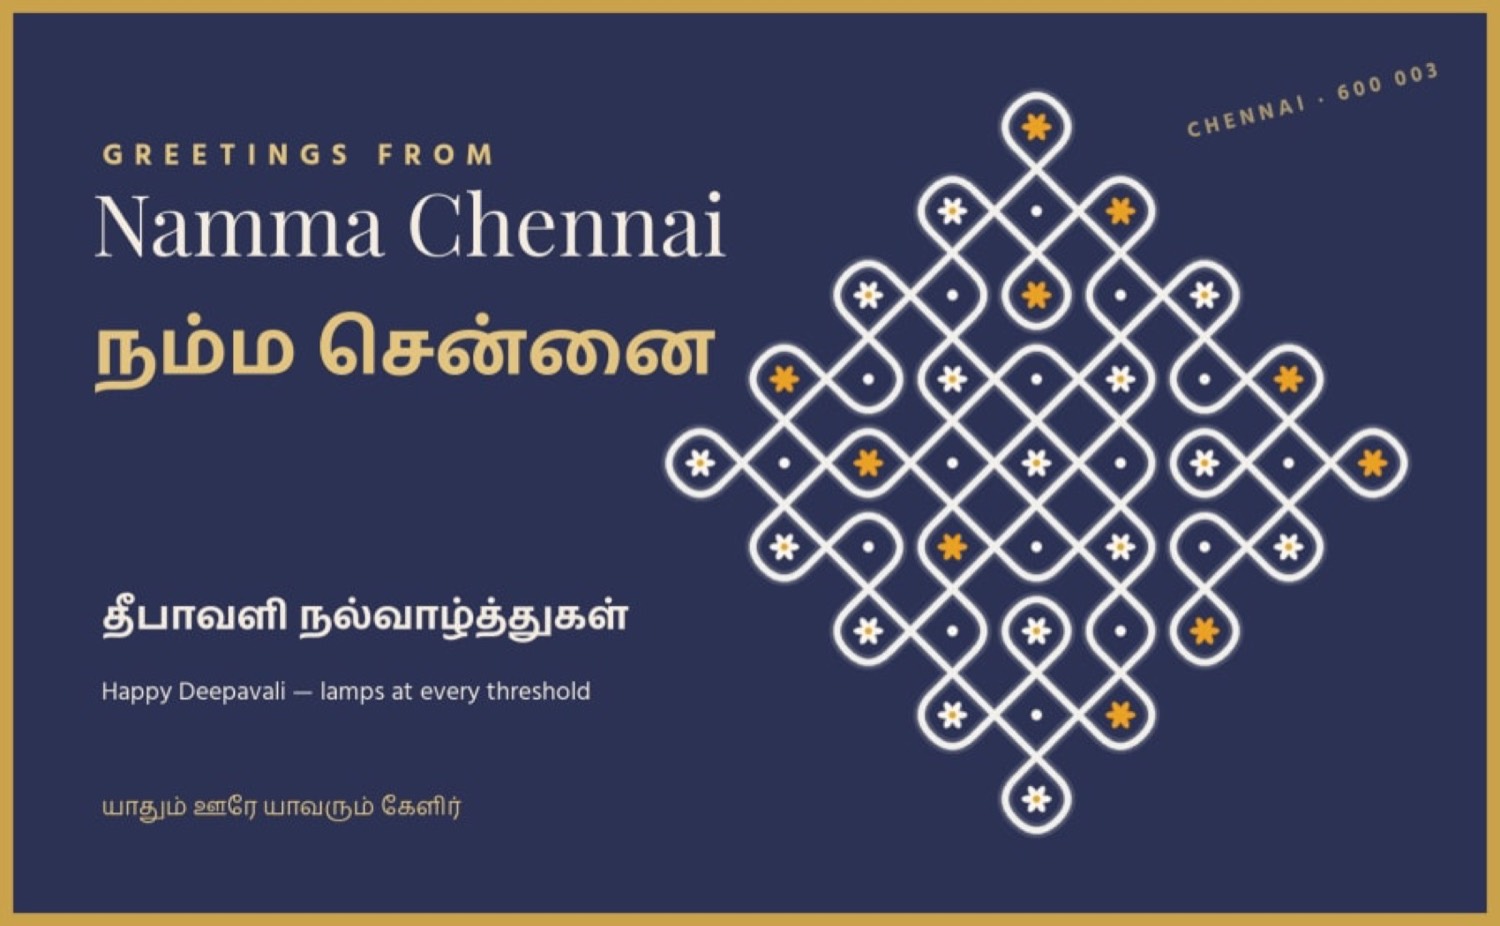 CHENNAI · 600 003
GREETINGS FROM
Namma Chennai
நம்ம சென்னை
தீபாவளி நல்வாழ்த்துகள்
Happy Deepavali — lamps at every threshold
யாதும் ஊரே யாவரும் கேளிர்